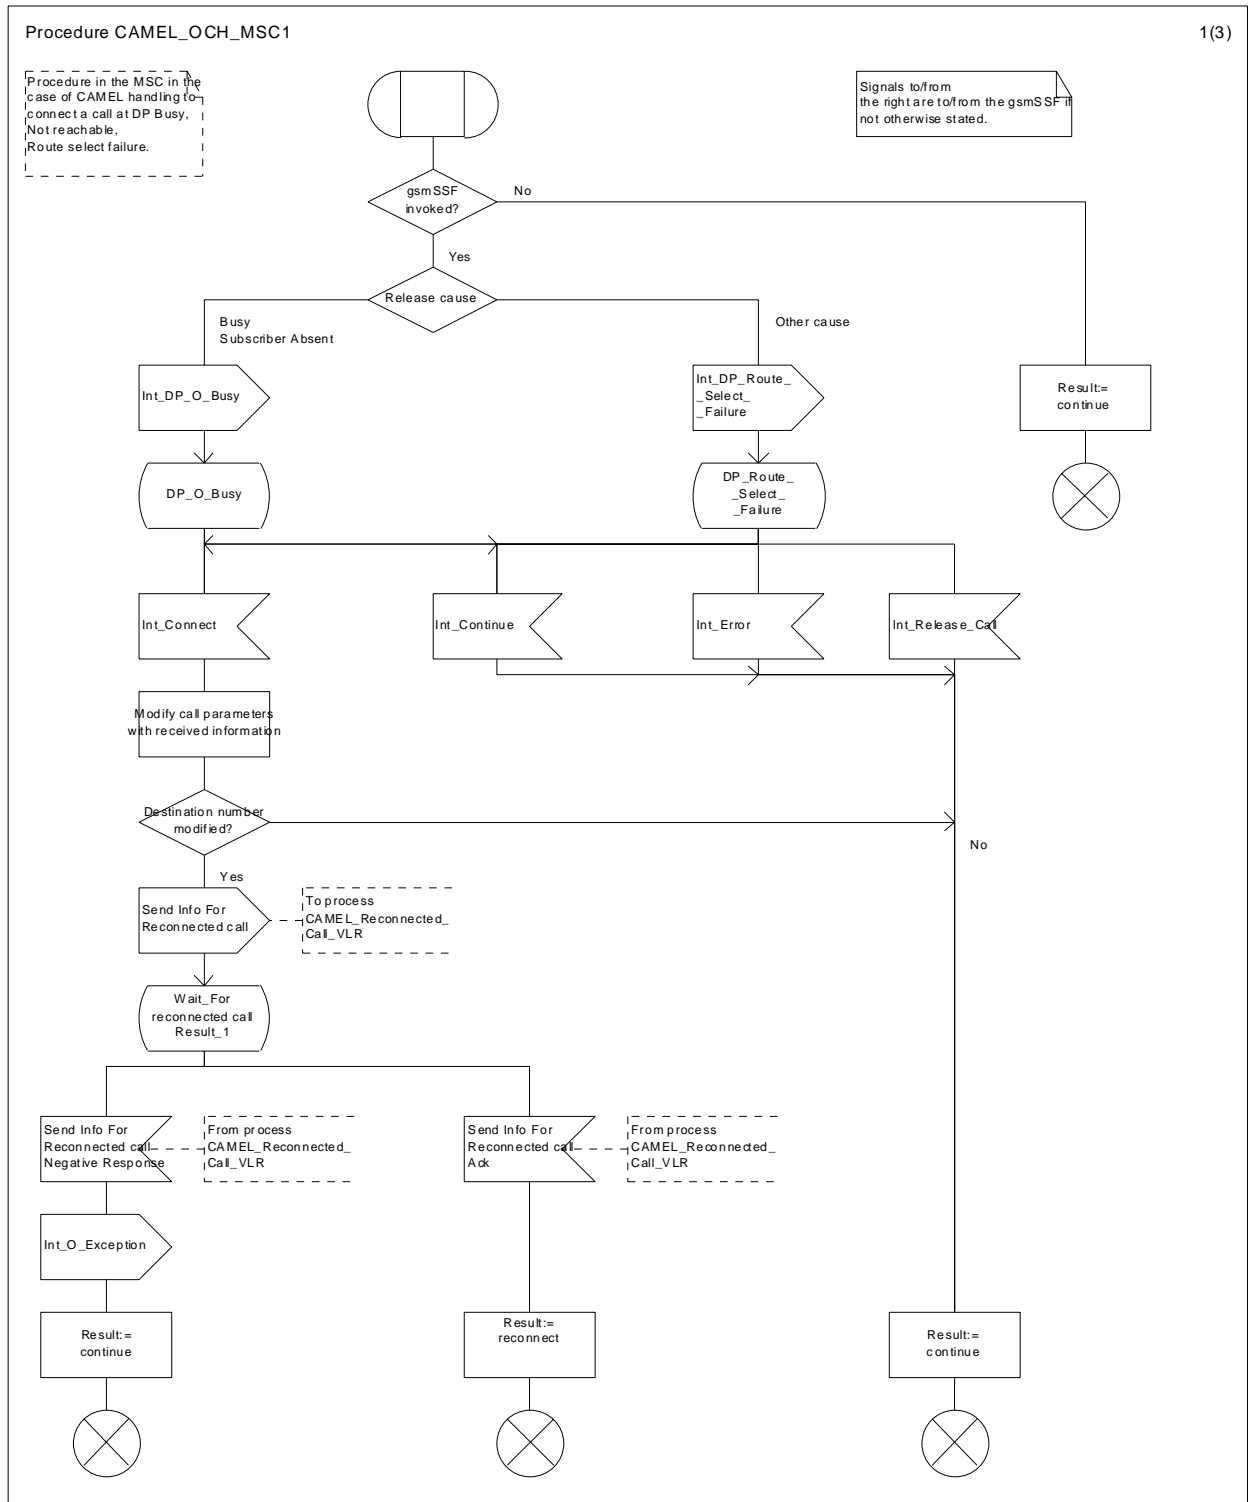 Procedure CAMEL_OCH_MSC1
1(3)
Procedure in the MSC in the
case of CAMEL handling to
connect a call at DP Busy,
Not reachable,
Route select failure.
Signals to/from
the right are to/from the gsmSSF if
not otherwise stated.
gsmSSF
invoked?
No
Yes
Release cause
Busy
Subscriber Absent
Other cause
Int_DP_O_Busy
Int_DP_Route_
_Select_
_Failure
Result:=
continue
DP_O_Busy
DP_Route_
_Select_
_Failure
Int_Connect
Int_Continue
Int_Error
Int_Release_Call
Modify call parameters
with received information
Destination number
modified?
No
Yes
Send Info For
Reconnected call
To process
CAMEL_Reconnected_
Call_VLR
Wait_For
reconnected call
Result_1
Send Info For
Reconnected call
Negative Response
From process
CAMEL_Reconnected_
Call_VLR
Send Info For
Reconnected call
Ack
From process
CAMEL_Reconnected_
Call_VLR
Int_O_Exception
Result:=
continue
Result:=
reconnect
Result:=
continue